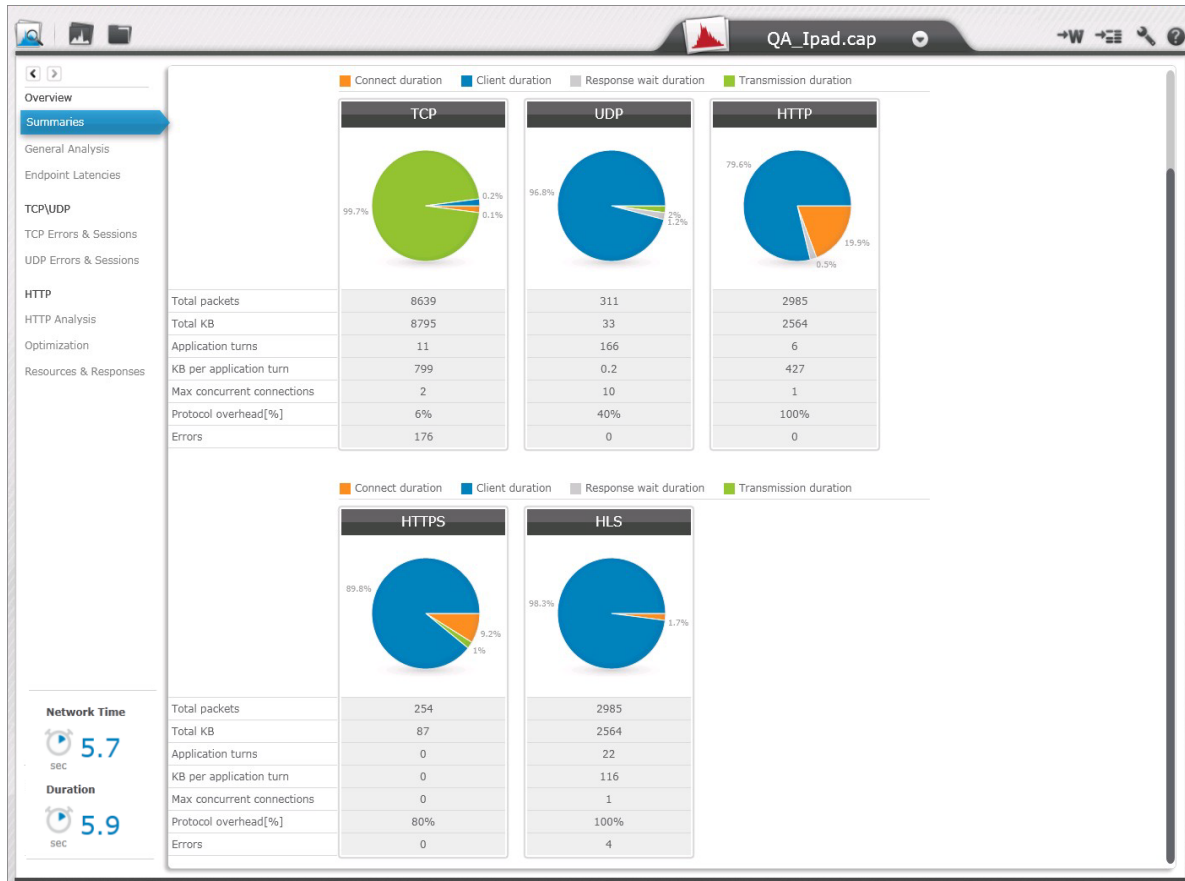 QA_Ipad.cap
→W
Overview
Summaries
General Analysis
Endpoint Latencies
TCP\UDP
TCP Errors & Sessions
UDP Errors & Sessions
HTTP
HTTP Analysis
Optimization
Resources & Responses
Network Time
5.7
sec
Duration
5.9
sec
Connect duration Client duration Response wait duration Transmission duration
TCP UDP HTTP
99.7% 0.2% 0.1%
96.8% 2% 1.2%
79.6% 19.9% 0.5%
Total packets 8639 311 2985
Total KB 8795 33 2564
Application turns 11 166 6
KB per application turn 799 0.2 427
Max concurrent connections 2 10 1
Protocol overhead[%] 6% 40% 100%
Errors 176 0 0
Connect duration Client duration Response wait duration Transmission duration
HTTPS HLS
89.8% 9.2% 1%
98.3% 1.7%
Total packets 254 2985
Total KB 87 2564
Application turns 0 22
KB per application turn 0 116
Max concurrent connections 0 1
Protocol overhead[%] 80% 100%
Errors 0 4